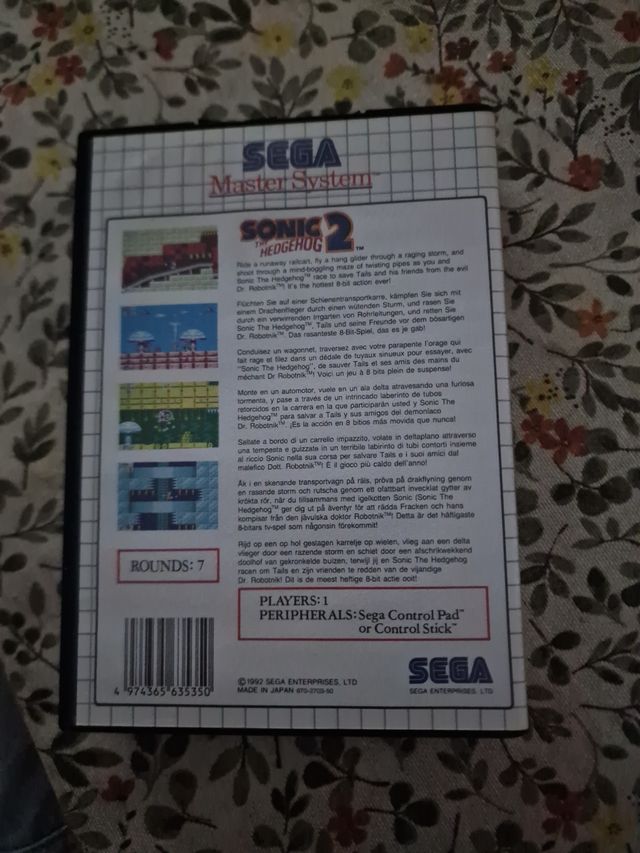 SEGA
Master System™
SONIC
THE
HEDGEHOG
2™
Ride a runaway railcart, fly a hang glider through a raging storm, and
shoot through a mind-boggling maze of twisting pipes as you and
Sonic The Hedgehog™ race to save Tails and his friends from the evil
Dr. Robotnik™! It's the hottest 8-bit action ever!
Flüchten Sie auf einer Schienentransportkarre, kämpfen Sie sich mit
einem Drachenflieger durch einen wütenden Sturm, und rasen Sie
durch ein verwirrenden Irrgarten von Rohrleitungen, und retten Sie
Sonic The Hedgehog™, Tails und seine Freunde vor dem bösartigen
Dr. Robotnik™. Das rasanteste 8-Bit-Spiel, das es je gab!
Conduisez un wagonnet, traversez avec votre parapente l'orage qui
fait rage et filez dans un dédale de tuyaux sinueux pour essayer, avec
"Sonic The Hedgehog", de sauver Tails et ses amis des mains du
méchant Dr Robotnik™! Voici un jeu à 8 bits plein de suspense!
Monte en un automotor, vuele en un ala delta atravesando una furiosa
tormenta, y pase a través de un intrincado laberinto de tubos
retorcidos en la carrera en la que participarán usted y Sonic The
Hedgehog™ para salvar a Tails y sus amigos del demoníaco
Dr. Robotnik™. ¡Es la acción en 8 bits más movida que nunca!
Saltate a bordo di un carrello impazzito, volate in deltaplano attraverso
una tempesta e guizzate in un terribile labirinto di tubi contorti insieme
al riccio Sonic nella sua corsa per salvare Tails e i suoi amici dal
malefico Dott. Robotnik™! È il gioco più caldo dell'anno!
Åk i en skenande transportvagn på räls, pröva på drakflyning genom
en rasande storm och rutscha genom ett olattbart invecklat gytter av
krökta rör, när du tillsammans med igelkotten Sonic (Sonic The
Hedgehog™ ger dig ut på äventyr för att rädda Fracken och hans
kompisar från den jävulska doktor Robotnik™! Detta är det häftigaste
8-bitars tv-spel som någonsin förekommit!
Rijd op een op hol geslagen karretje op wielen, vlieg aan een delta
vlieger door een razende storm en schiet door een afschrikwekkend
doolhof van gekronkelde buizen, terwijl jij en Sonic The Hedgehog
racen om Tails en zijn vrienden te redden van de vijandige
Dr. Robotnik! Dit is de meest heftige 8-bit actie ooit!
ROUNDS: 7
PLAYERS: 1
PERIPHERALS: Sega Control Pad™
or Control Stick™
4 974365 635350
©1992 SEGA ENTERPRISES, LTD
MADE IN JAPAN 670-2703-50
SEGA
SEGA ENTERPRISES, LTD